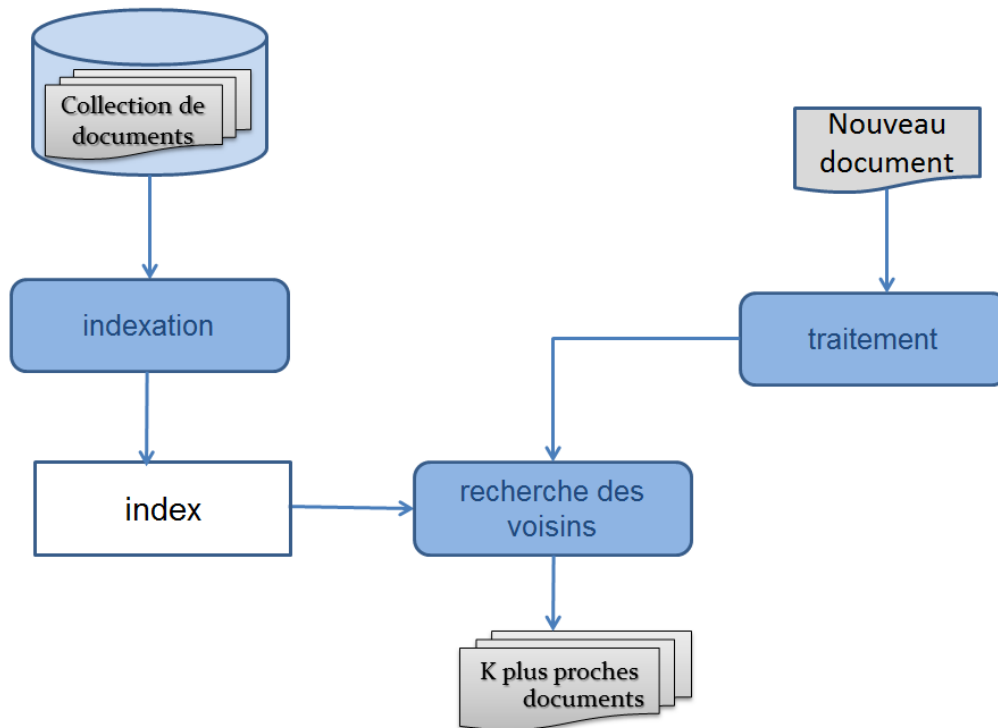 Collection de
documents
Nouveau
document
indexation
traitement
index
recherche des
voisins
K plus proches
documents